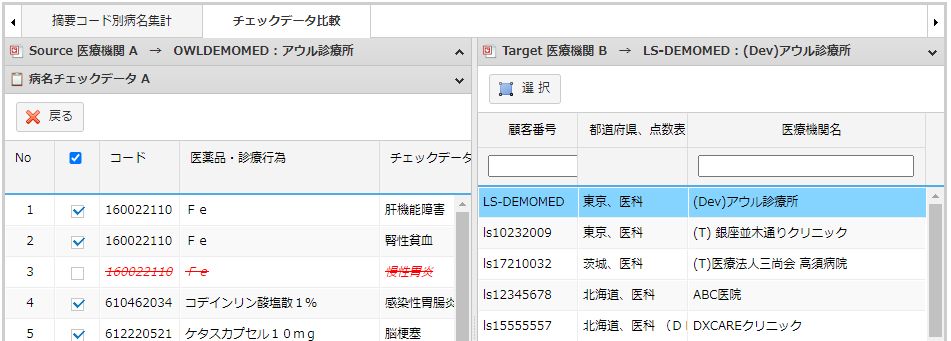 摘要コード別病名集計 チェックデータ比較
Source 医療機関 A → OWLDEMOMED : アウル診療所
病名チェックデータ A
戻る
No コード 医薬品・診療行為 チェックデータ
1 160022110 Ｆｅ 肝機能障害
2 160022110 Ｆｅ 腎性貧血
3 160022110 Ｆｅ 慢性胃炎
4 610462034 コデインリン酸塩散１％ 感染性胃腸炎
5 612220521 ケタスカプセル１０ｍｇ 脳梗塞
Target 医療機関 B → LS-DEMOMED : (Dev)アウル診療所
選 択
顧客番号 都道府県、点数表 医療機関名
LS-DEMOMED 東京、医科 (Dev)アウル診療所
ls10232009 東京、医科 (T) 銀座並木通りクリニック
ls17210032 茨城、医科 (T)医療法人三尚会 高須病院
ls12345678 北海道、医科 ABC医院
ls15555557 北海道、医科 （Ｄ DXCAREクリニック